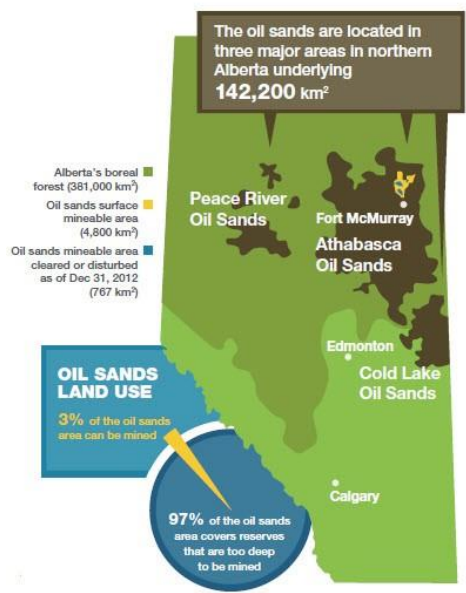 The oil sands are located in
three major areas in northern
Alberta underlying
142,200 km²
Alberta's boreal
forest (381,000 km²)
Oil sands surface
mineable area
(4,800 km²)
Oil sands mineable area
cleared or disturbed
as of Dec 31, 2012
(767 km²)
Peace River
Oil Sands
Fort McMurray
Athabasca
Oil Sands
Edmonton
Cold Lake
Oil Sands
OIL SANDS
LAND USE
3% of the oil sands
area can be mined
Calgary
97% of the oil sands
area covers reserves
that are too deep
to be mined